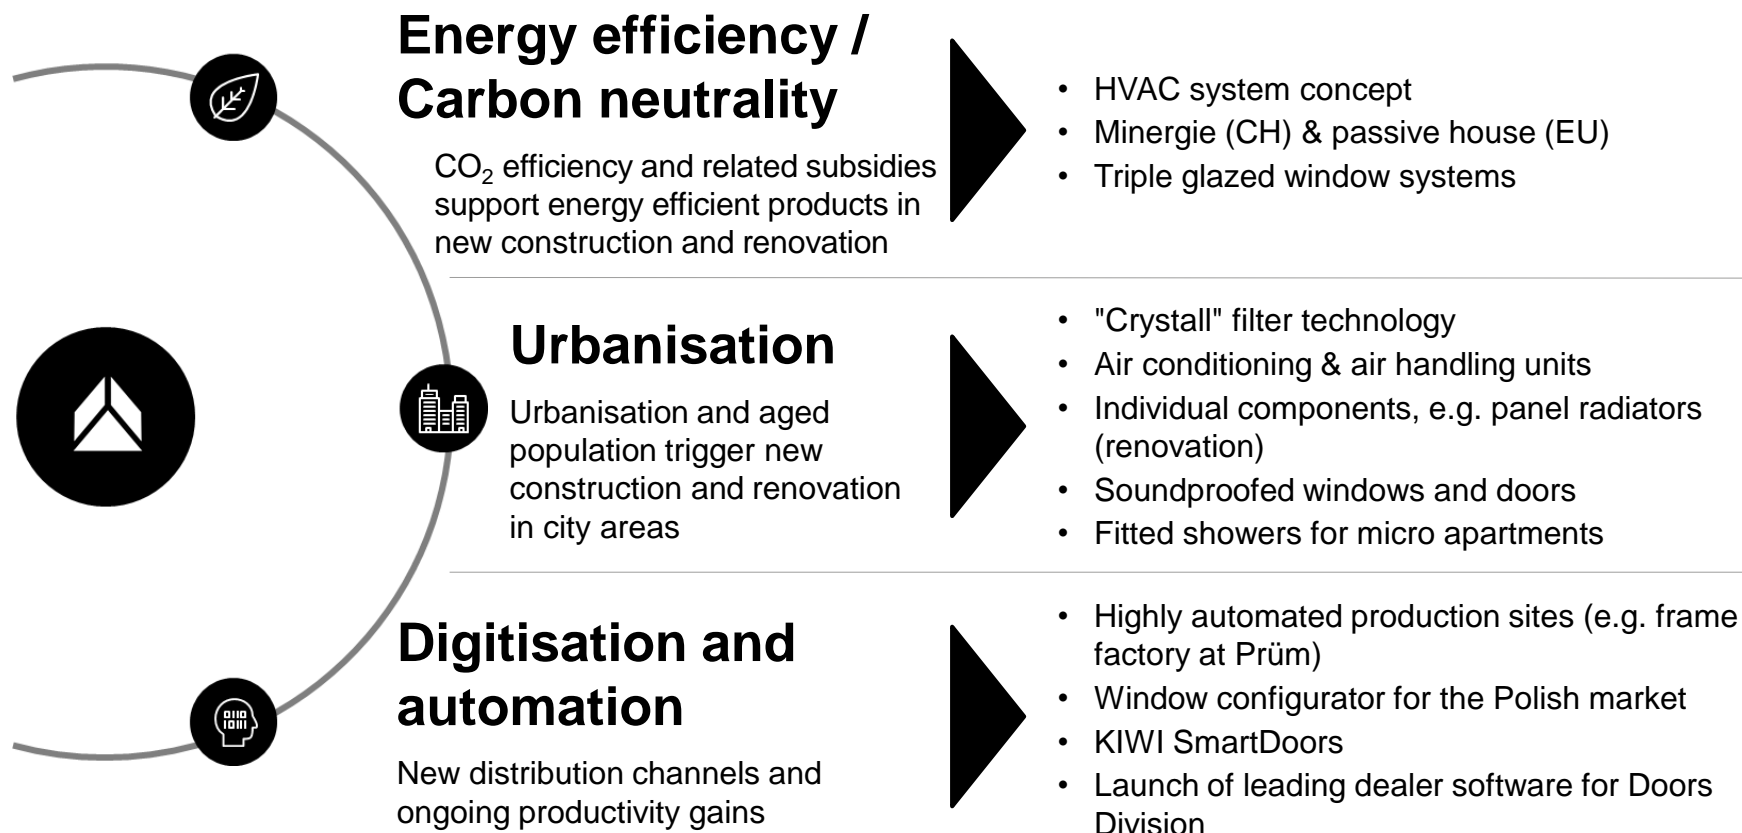 Energy efficiency /
Carbon neutrality
CO₂ efficiency and related subsidies
support energy efficient products in
new construction and renovation
• HVAC system concept
• Minergie (CH) & passive house (EU)
• Triple glazed window systems
Urbanisation
Urbanisation and aged
population trigger new
construction and renovation
in city areas
• "Crystall" filter technology
• Air conditioning & air handling units
• Individual components, e.g. panel radiators
(renovation)
• Soundproofed windows and doors
• Fitted showers for micro apartments
0110
10111
Digitisation and
automation
New distribution channels and
ongoing productivity gains
• Highly automated production sites (e.g. frame
factory at Prüm)
• Window configurator for the Polish market
• KIWI SmartDoors
• Launch of leading dealer software for Doors
Division